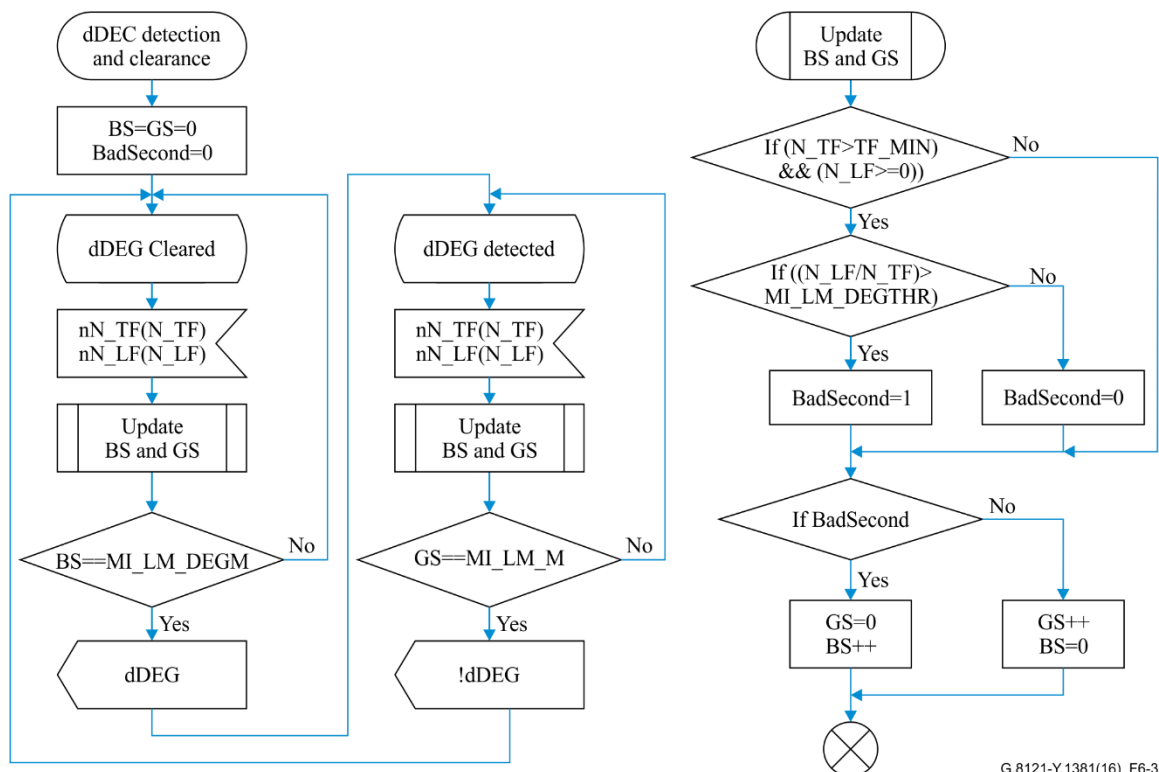 dDEC detection
and clearance
BS=GS=0
BadSecond=0
dDEG Cleared
nN_TF(N_TF)
nN_LF(N_LF)
Update
BS and GS
BS==MI_LM_DEGM
No
Yes
dDEG
dDEG detected
nN_TF(N_TF)
nN_LF(N_LF)
Update
BS and GS
GS==MI_LM_M
No
Yes
!dDEG
Update
BS and GS
If (N_TF>TF_MIN)
&& (N_LF>=0))
No
Yes
If ((N_LF/N_TF)>
MI_LM_DEGTHR)
No
Yes
BadSecond=1
BadSecond=0
If BadSecond
No
Yes
GS=0
BS++
GS++
BS=0
G.8121-Y.1381(16)_F6-3